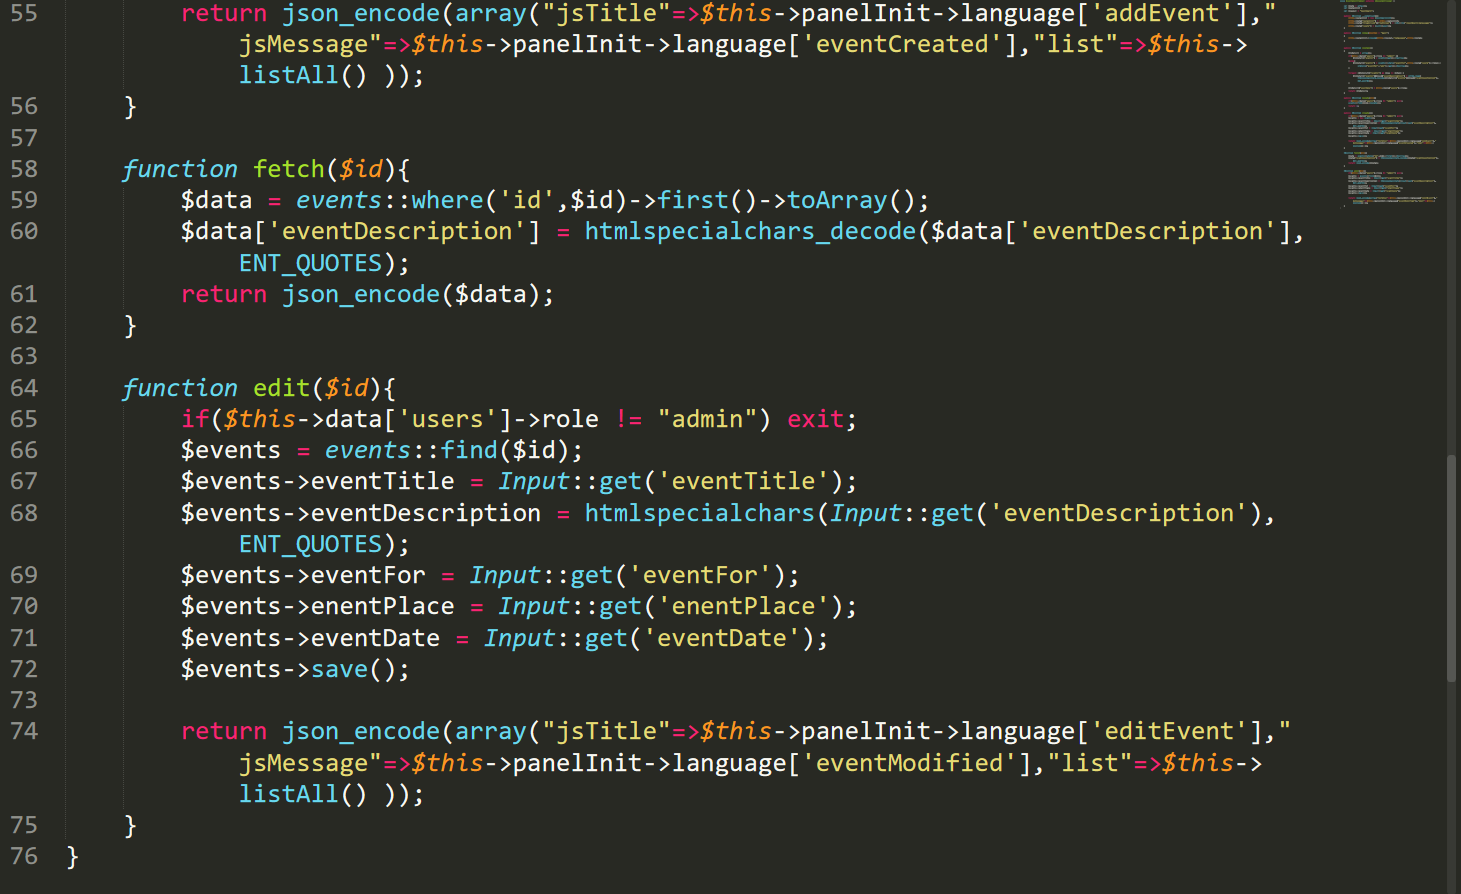 55 return json_encode(array("jsTitle"=>$this->panelInit->language['addEvent'],"
jsMessage"=>$this->panelInit->language['eventCreated'],"list"=>$this->
listAll() ));
56 }
57
58 function fetch($id){
59 $data = events::where('id',$id)->first()->toArray();
60 $data['eventDescription'] = htmlspecialchars_decode($data['eventDescription'],
ENT_QUOTES);
61 return json_encode($data);
62 }
63
64 function edit($id){
65 if($this->data['users']->role != "admin") exit;
66 $events = events::find($id);
67 $events->eventTitle = Input::get('eventTitle');
68 $events->eventDescription = htmlspecialchars(Input::get('eventDescription'),
ENT_QUOTES);
69 $events->eventFor = Input::get('eventFor');
70 $events->enentPlace = Input::get('enentPlace');
71 $events->eventDate = Input::get('eventDate');
72 $events->save();
73
74 return json_encode(array("jsTitle"=>$this->panelInit->language['editEvent'],"
jsMessage"=>$this->panelInit->language['eventModified'],"list"=>$this->
listAll() ));
75 }
76 }